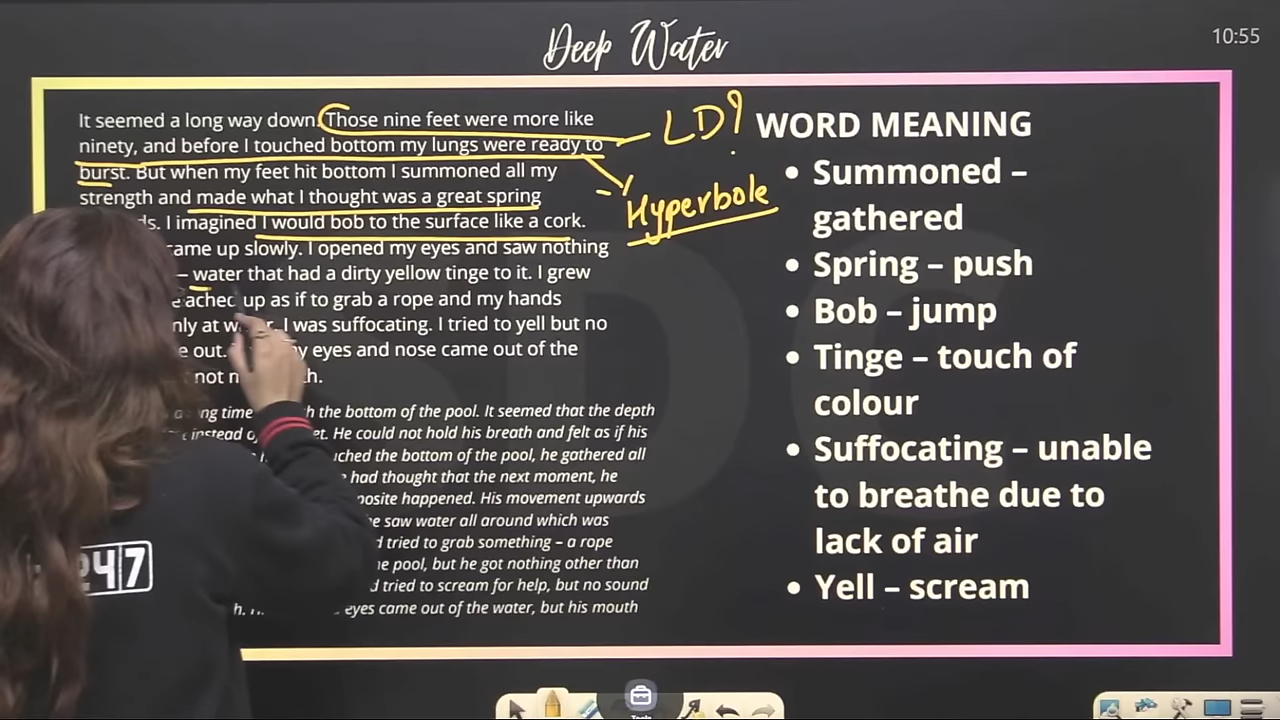 Deep Water
10:55
It seemed a long way down. Those nine feet were more like
ninety, and before I touched bottom my lungs were ready to
burst. But when my feet hit bottom I summoned all my
strength and made what I thought was a great spring
I imagined I would bob to the surface like a cork.
came up slowly. I opened my eyes and saw nothing
– water that had a dirty yellow tinge to it. I grew
up as if to grab a rope and my hands
at I was suffocating. I tried to yell but no
out. eyes and nose came out of the
not
LD?
Hyperbole
time the bottom of the pool. It seemed that the depth
instead He could not hold his breath and felt as if his
the bottom of the pool, he gathered all
had thought that the next moment, he
happened. His movement upwards
saw water all around which was
tried to grab something – a rope
pool, but he got nothing other than
tried to scream for help, but no sound
eyes came out of the water, but his mouth
WORD MEANING
• Summoned –
gathered
• Spring – push
• Bob – jump
• Tinge – touch of
colour
• Suffocating – unable
to breathe due to
lack of air
• Yell – scream
247
Tools